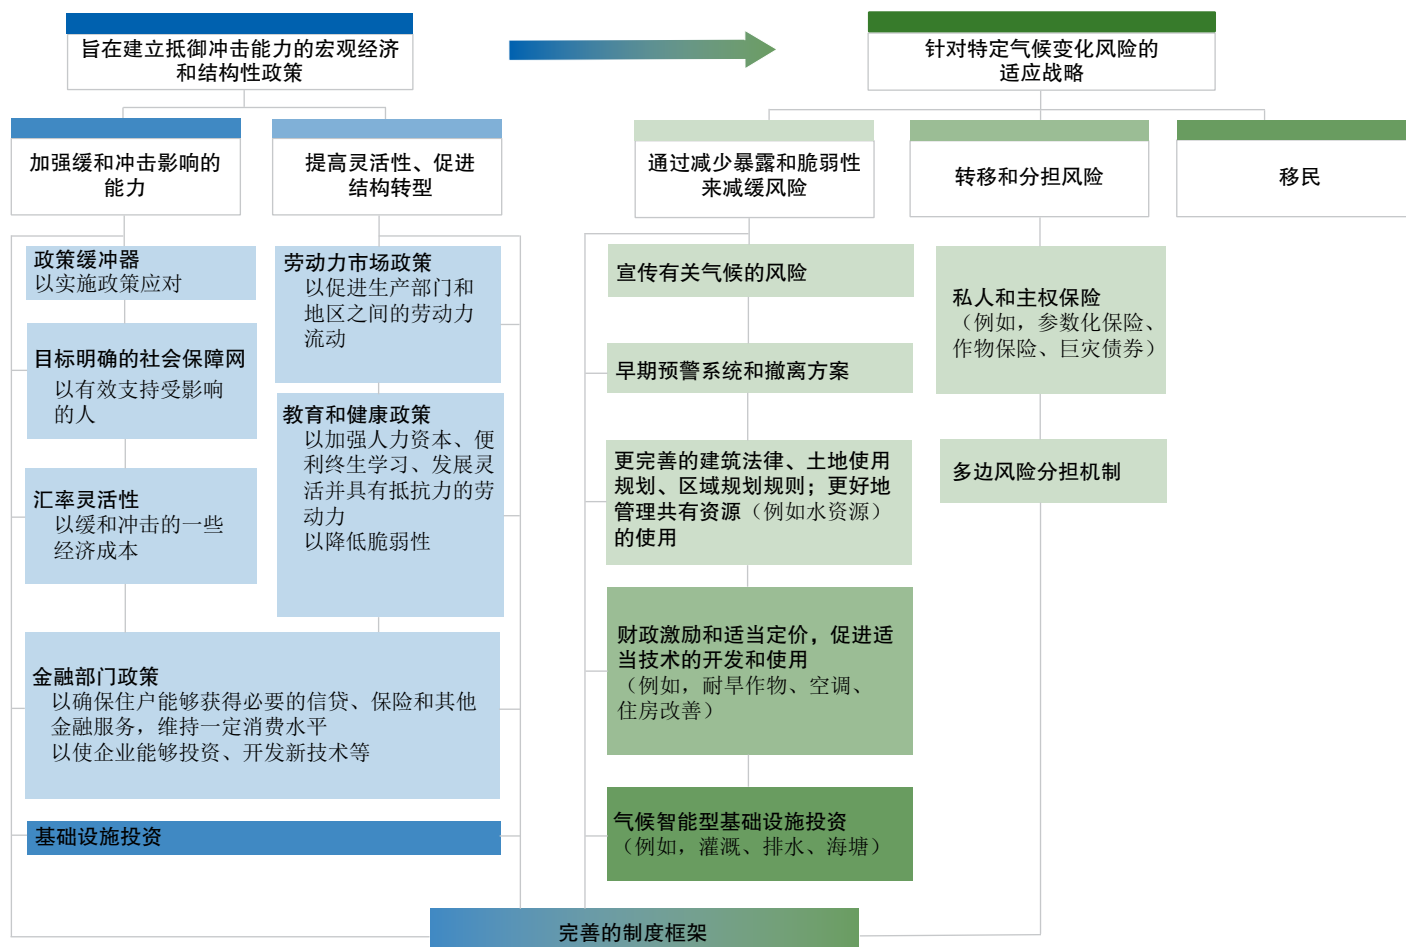 旨在建立抵御冲击能力的宏观经济
和结构性政策
针对特定气候变化风险的
适应战略
加强缓和冲击影响的
能力
提高灵活性、促进
结构转型
通过减少暴露和脆弱性
来减缓风险
转移和分担风险
移民
政策缓冲器
以实施政策应对
目标明确的社会保障网
以有效支持受影响
的人
汇率灵活性
以缓和冲击的一些
经济成本
劳动力市场政策
以促进生产部门和
地区之间的劳动力
流动
教育和健康政策
以加强人力资本、便
利终生学习、发展灵
活并具有抵抗力的劳
动力
以降低脆弱性
金融部门政策
以确保住户能够获得必要的信贷、保险和其他
金融服务，维持一定消费水平
以使企业能够投资、开发新技术等
基础设施投资
宣传有关气候的风险
早期预警系统和撤离方案
更完善的建筑法律、土地使用
规划、区域规划规则；更好地
管理共有资源（例如水资源）
的使用
财政激励和适当定价，促进适
当技术的开发和使用
（例如，耐旱作物、空调、
住房改善）
气候智能型基础设施投资
（例如，灌溉、排水、海塘）
私人和主权保险
（例如，参数化保险、
作物保险、巨灾债券）
多边风险分担机制
完善的制度框架